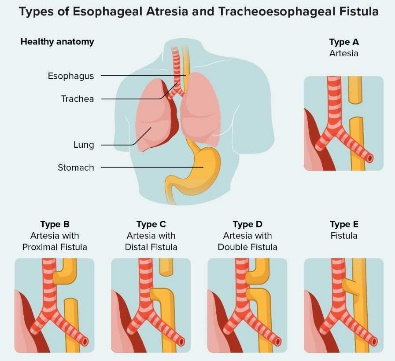 Types of Esophageal Atresia and Tracheoesophageal Fistula
Healthy anatomy
Esophagus
Trachea
Lung
Stomach
Type A
Artesia
Type B
Artesia with
Proximal Fistula
Type C
Artesia with
Distal Fistula
Type D
Artesia with
Double Fistula
Type E
Fistula